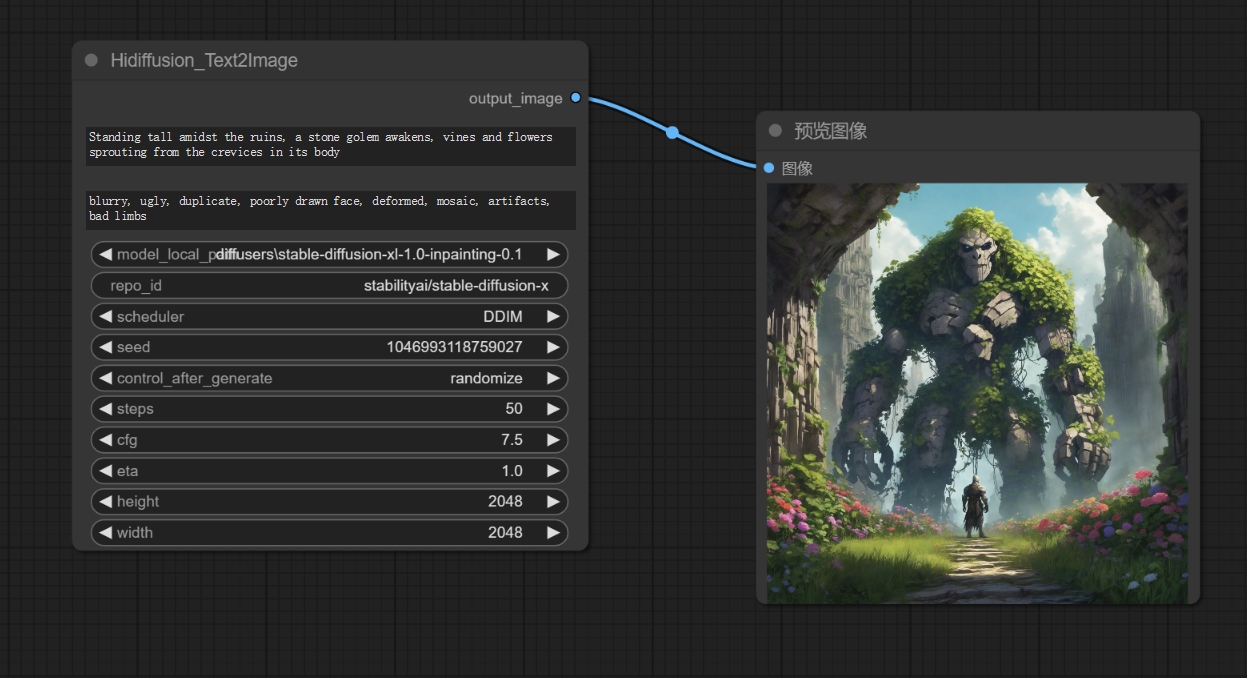 Hidiffusion_Text2Image
output_image
Standing tall amidst the ruins, a stone golem awakens, vines and flowers
sprouting from the crevices in its body
blurry, ugly, duplicate, poorly drawn face, deformed, mosaic, artifacts,
bad limbs
model_local_p diffusers\stable-diffusion-xl-1.0-inpainting-0.1
repo_id stabilityai/stable-diffusion-x
scheduler DDIM
seed 1046993118759027
control_after_generate randomize
steps 50
cfg 7.5
eta 1.0
height 2048
width 2048
预览图像
图像